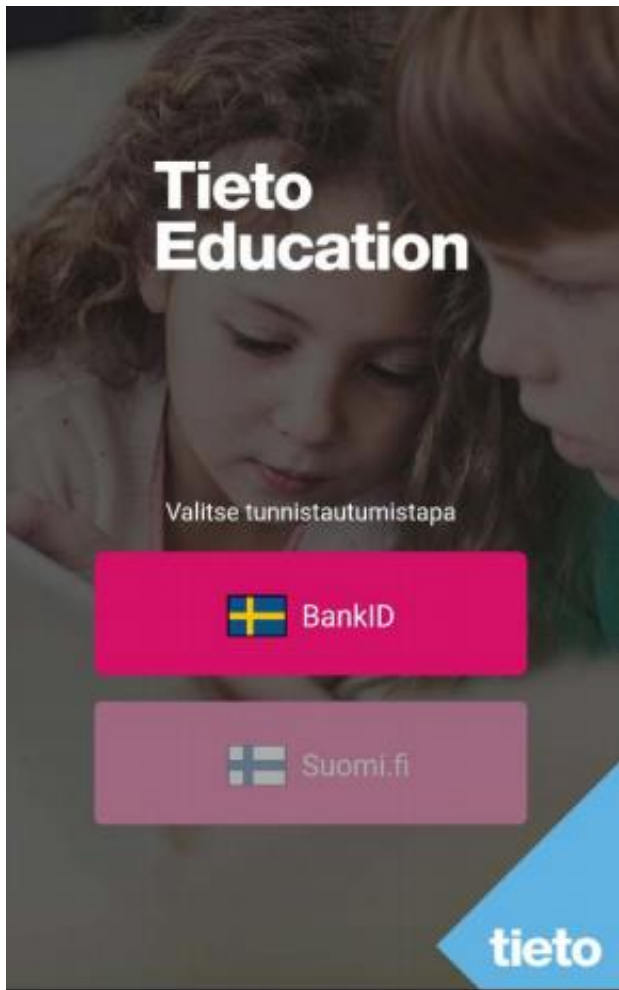 Tieto
Education
Valitse tunnistautumistapa
BankID
Suomi.fi
tieto